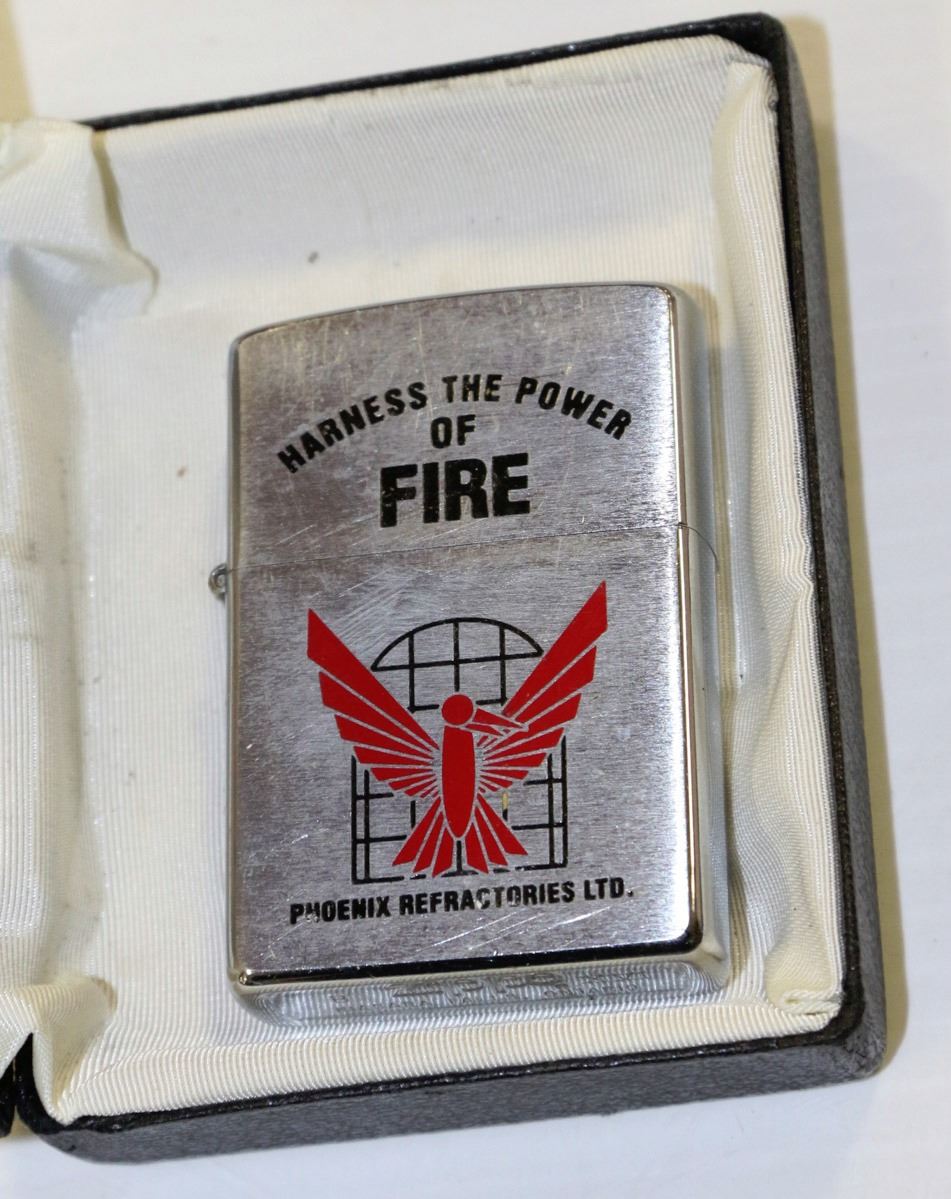 HARNESS THE POWER
OF
FIRE
PHOENIX REFRACTORIES LTD.